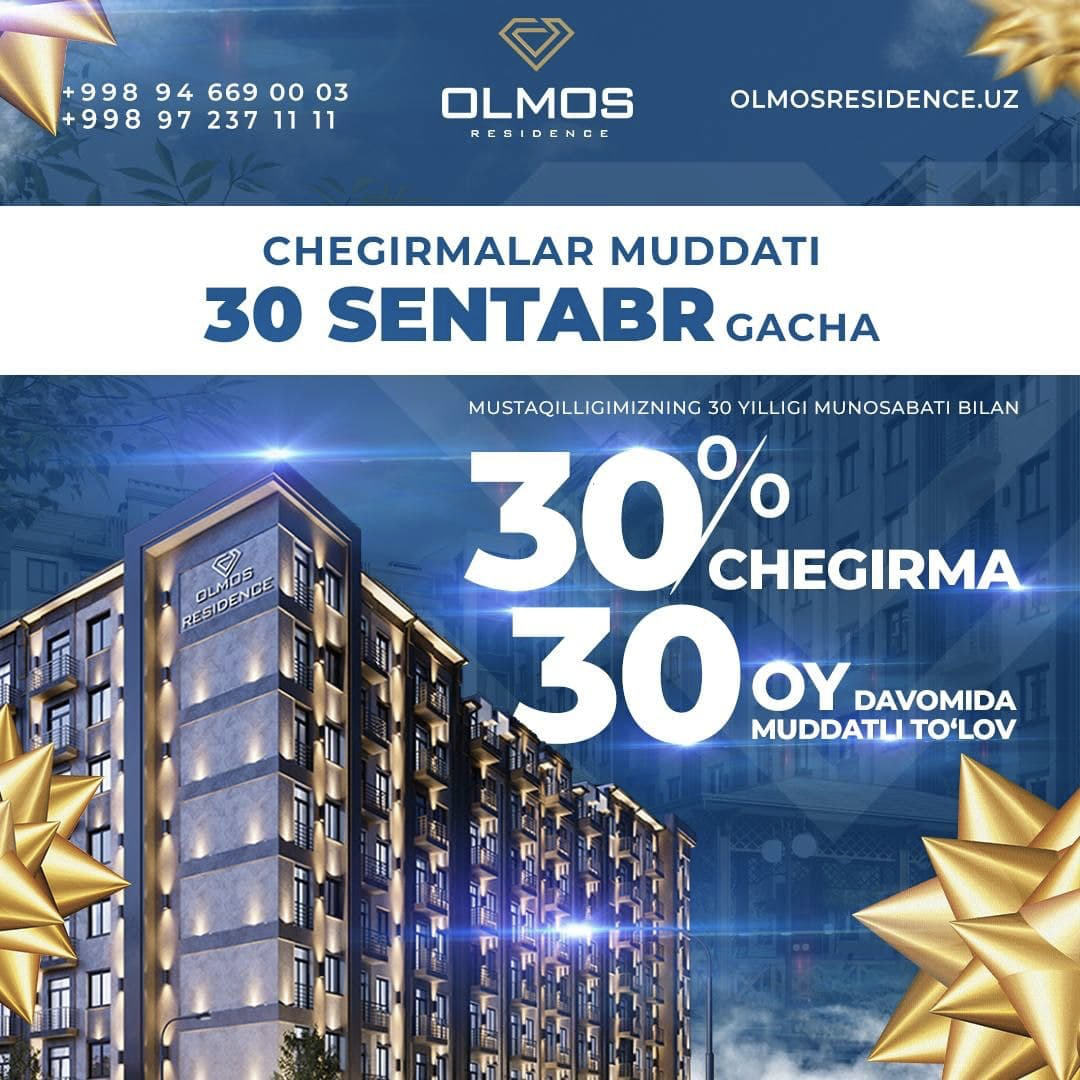 +998 94 669 00 03
+998 97 237 11 11
OLMOS
RESIDENCE
OLMOSRESIDENCE.UZ
CHEGIRMALAR MUDDATI
30 SENTABR GACHA
MUSTAQILLIGIMIZNING 30 YILLIGI MUNOSABATI BILAN
30% CHEGIRMA
30 OY DAVOMIDA
MUDDATLI TO‘LOV
OLMOS
RESIDENCE